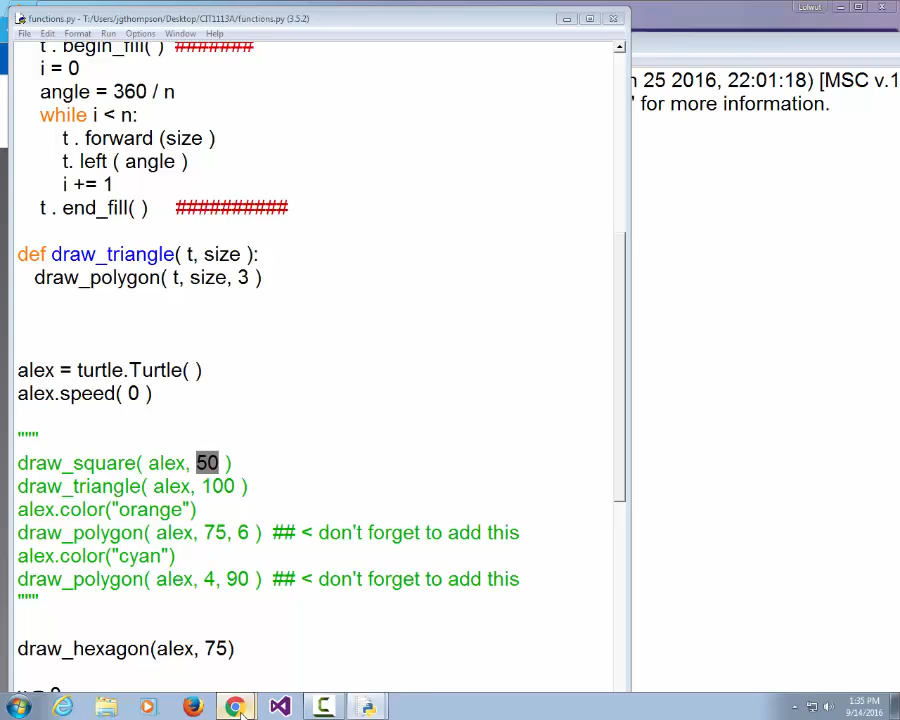 Lolwut
functions.py - T:/Users/jgthompson/Desktop/CIT1113A/functions.py (3.5.2)
File Edit Format Run Options Window Help
t . begin_fill( ) #######
i = 0
angle = 360 / n
while i < n:
t . forward (size )
t. left ( angle )
i += 1
t . end_fill( ) ##########
def draw_triangle( t, size ):
draw_polygon( t, size, 3 )
alex = turtle.Turtle( )
alex.speed( 0 )
"""
draw_square( alex, 50 )
draw_triangle( alex, 100 )
alex.color("orange")
draw_polygon( alex, 75, 6 ) ## < don't forget to add this
alex.color("cyan")
draw_polygon( alex, 4, 90 ) ## < don't forget to add this
"""
draw_hexagon(alex, 75)
25 2016, 22:01:18) [MSC v.1
' for more information.
1:35 PM
9/14/2016